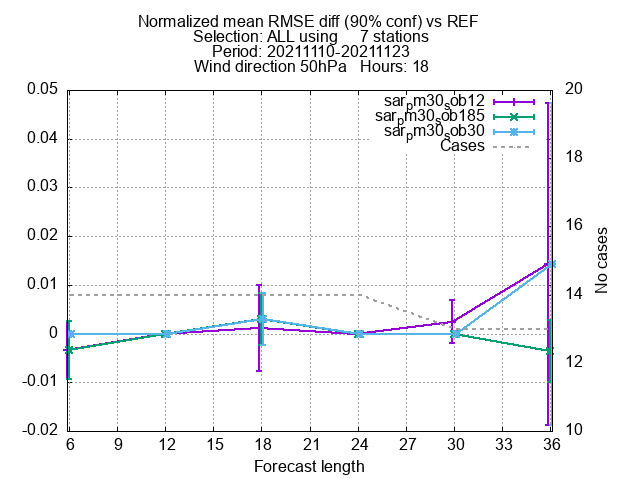 Normalized mean RMSE diff (90% conf) vs REF
Selection: ALL using 7 stations
Period: 20211110-20211123
Wind direction 50hPa Hours: 18
sar_pm30_sob12
sar_pm30_sob185
sar_pm30_sob30
Cases
0.05
0.04
0.03
0.02
0.01
0
-0.01
-0.02
20
18
16
14
12
10
No cases
6 9 12 15 18 21 24 27 30 33 36
Forecast length